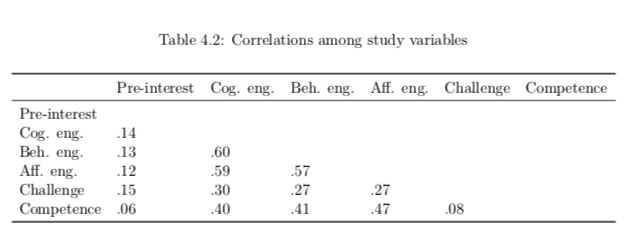 Table 4.2: Correlations among study variables
Pre-interest Cog. eng. Beh. eng. Aff. eng. Challenge Competence
Pre-interest
Cog. eng. .14
Beh. eng. .13 .60
Aff. eng. .12 .59 .57
Challenge .15 .30 .27 .27
Competence .06 .40 .41 .47 .08